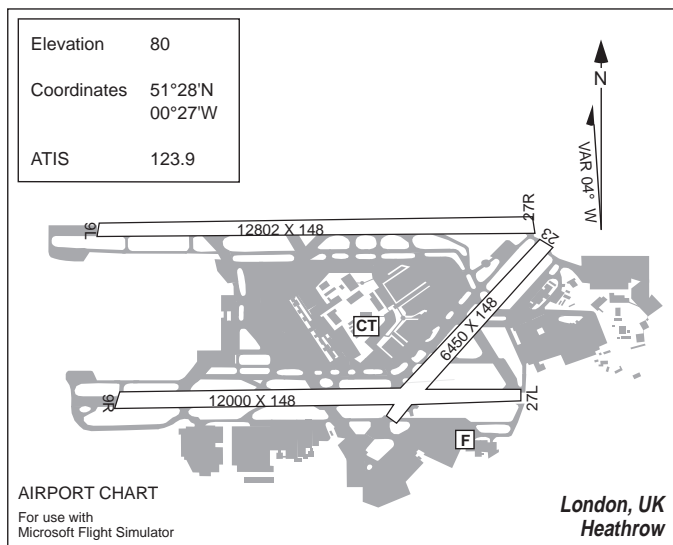 Elevation 80
Coordinates 51°28'N
00°27'W
ATIS 123.9
N
VAR 04° W
9L
12802 X 148
27R
23
CT
6450 X 148
9R
12000 X 148
27L
F
AIRPORT CHART
For use with
Microsoft Flight Simulator
London, UK
Heathrow